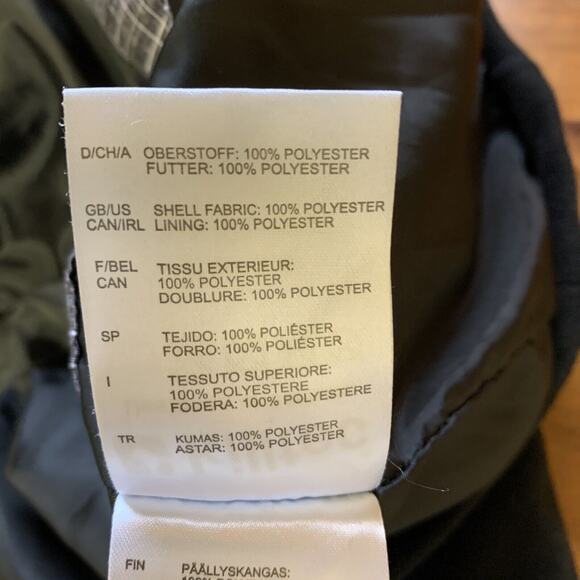 D/CH/A OBERSTOFF: 100% POLYESTER
FUTTER: 100% POLYESTER
GB/US SHELL FABRIC: 100% POLYESTER
CAN/IRL LINING: 100% POLYESTER
F/BEL TISSU EXTERIEUR:
CAN 100% POLYESTER
DOUBLURE: 100% POLYESTER
SP TEJIDO: 100% POLIÉSTER
FORRO: 100% POLIÉSTER
I TESSUTO SUPERIORE:
100% POLYESTERE
FODERA: 100% POLYESTERE
TR KUMAS: 100% POLYESTER
ASTAR: 100% POLYESTER
FIN PÄÄLLYSKANGAS: